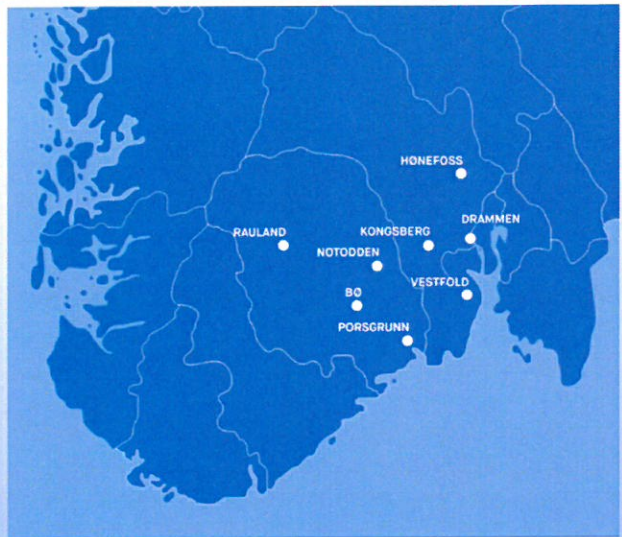 HØNEFOSS
DRAMMEN
RAULAND
KONGSBERG
NOTODDEN
VESTFOLD
BØ
PORSGRUNN